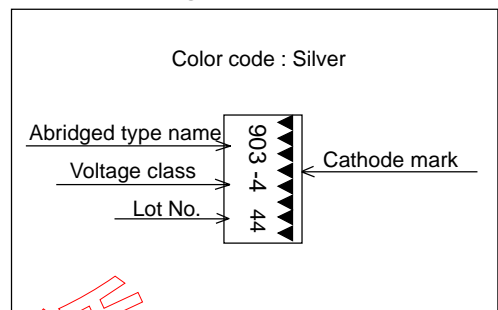 Color code : Silver
Abridged type name
Voltage class
Lot No.
903 -4 44
Cathode mark